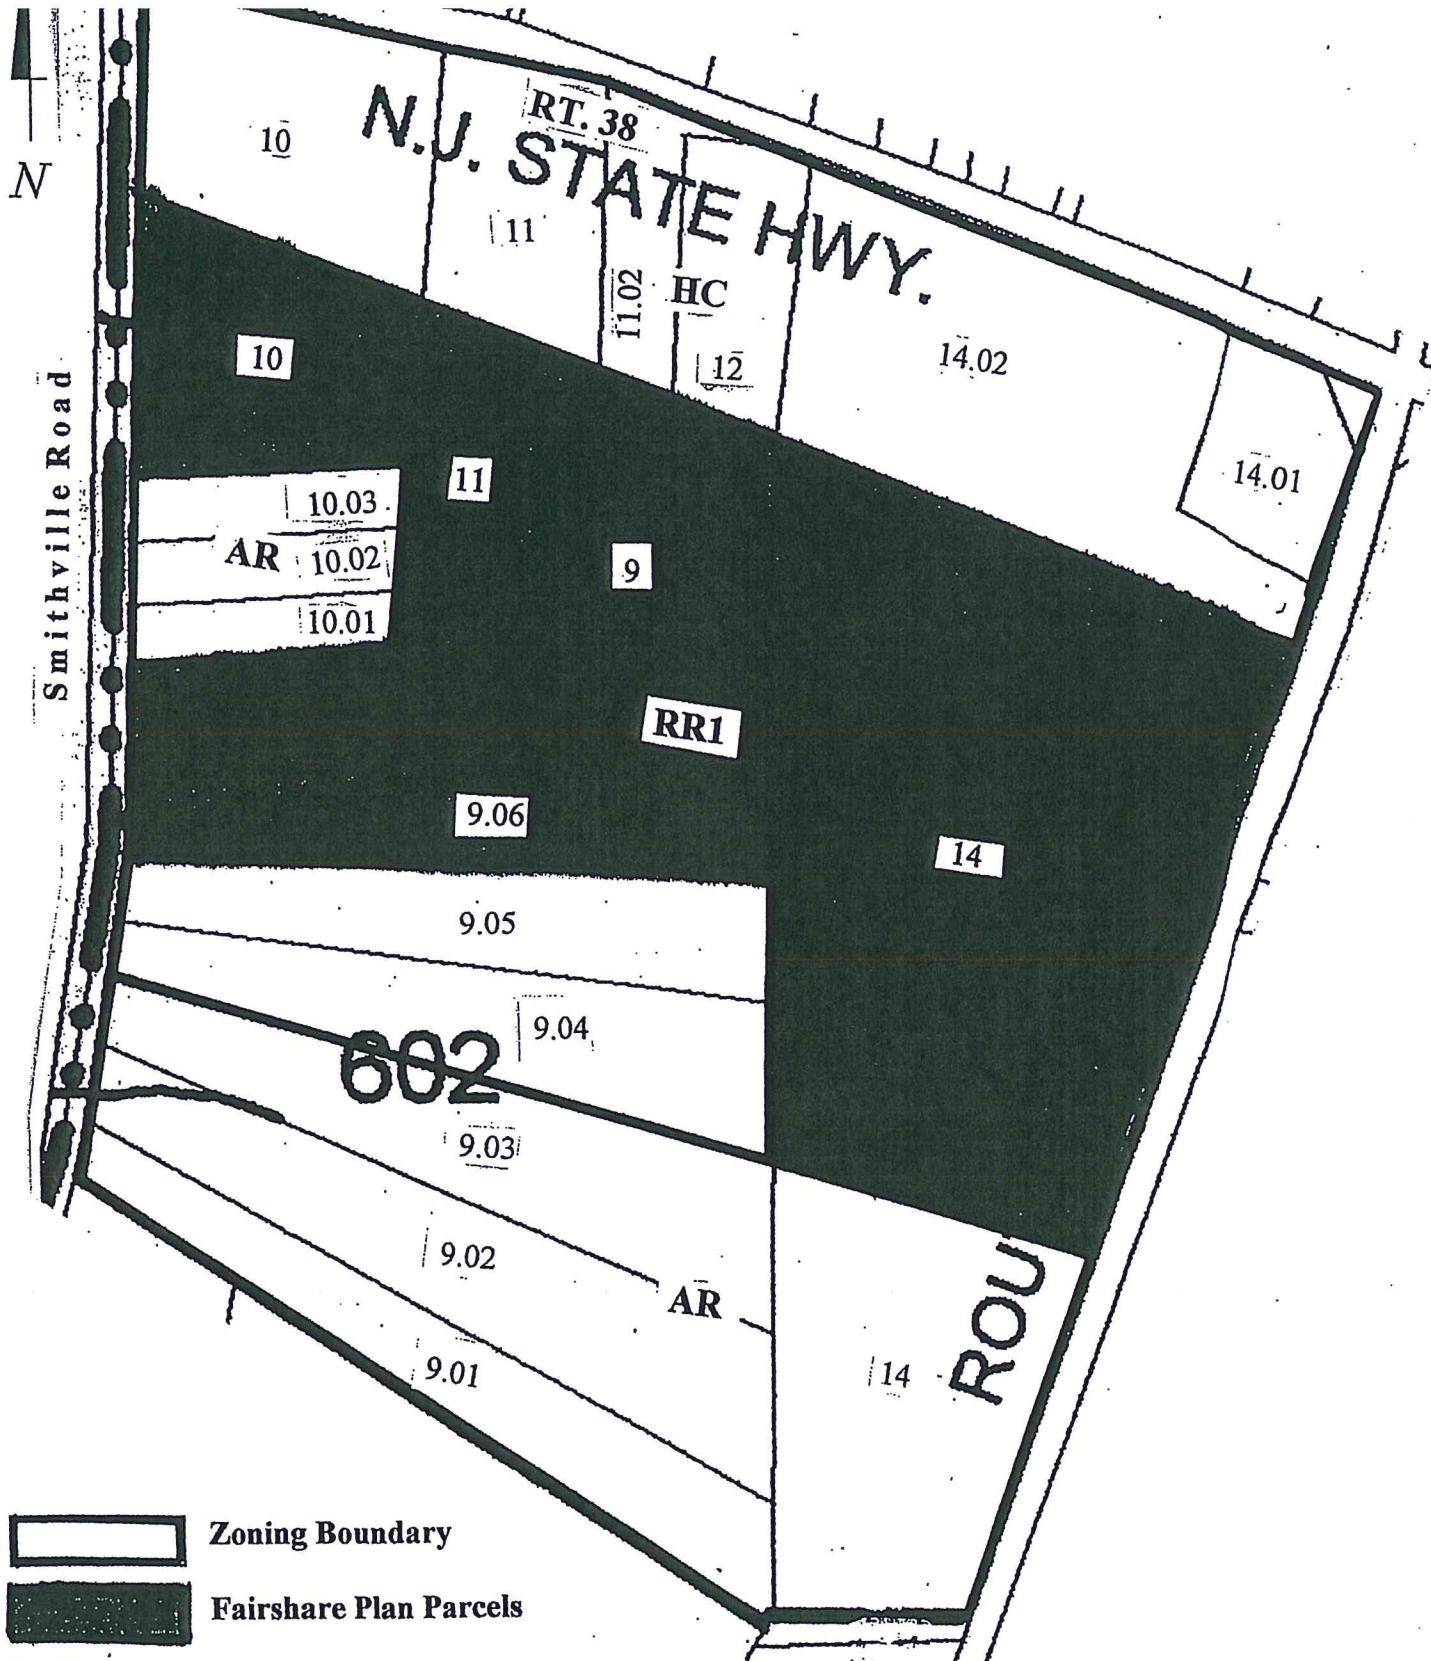 N
RT. 38
N.J. STATE HWY.
10
11
11.02
HC
12
14.02
14.01
10
11
9
Smithville Road
10.03
AR
10.02
10.01
RR1
9.06
14
9.05
9.04
602
9.03
9.02
AR
9.01
14
ROU
Zoning Boundary
Fairshare Plan Parcels